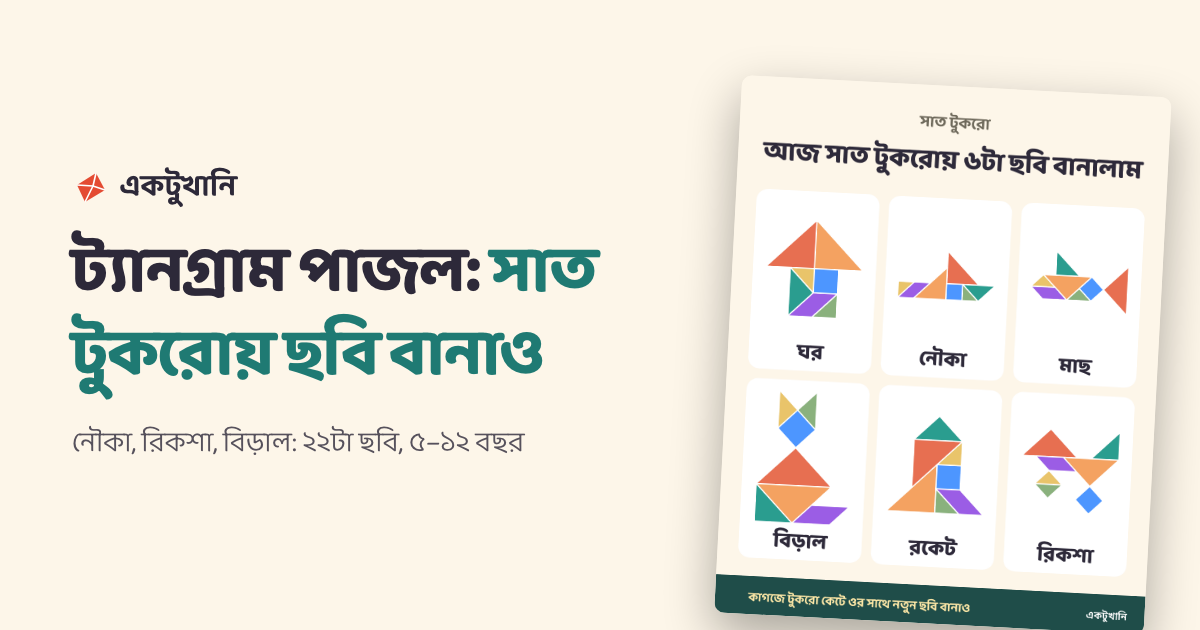 একটুখানি
ট্যানগ্রাম পাজল: সাত
টুকরোয় ছবি বানাও
নৌকা, রিকশা, বিড়াল: ২২টা ছবি, ৫–১২ বছর
সাত টুকরো
আজ সাত টুকরোয় ৬টা ছবি বানালাম
ঘর
নৌকা
মাছ
বিড়াল
রকেট
রিকশা
কাগজে টুকরো কেটে ওর সাথে নতুন ছবি বানাও
একটুখানি